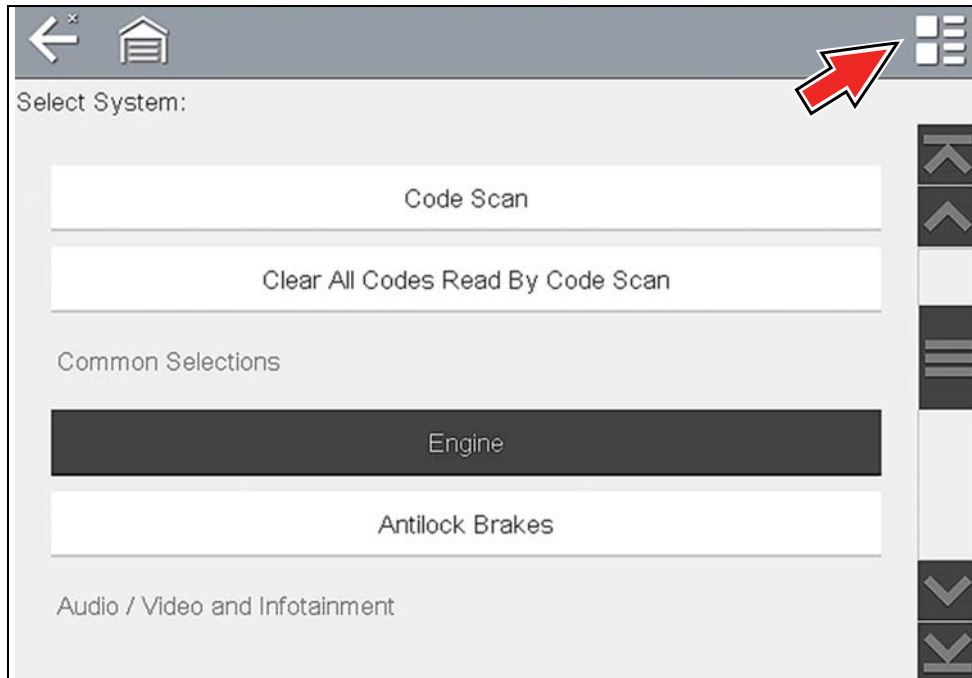 Select System:
Code Scan
Clear All Codes Read By Code Scan
Common Selections
Engine
Antilock Brakes
Audio / Video and Infotainment